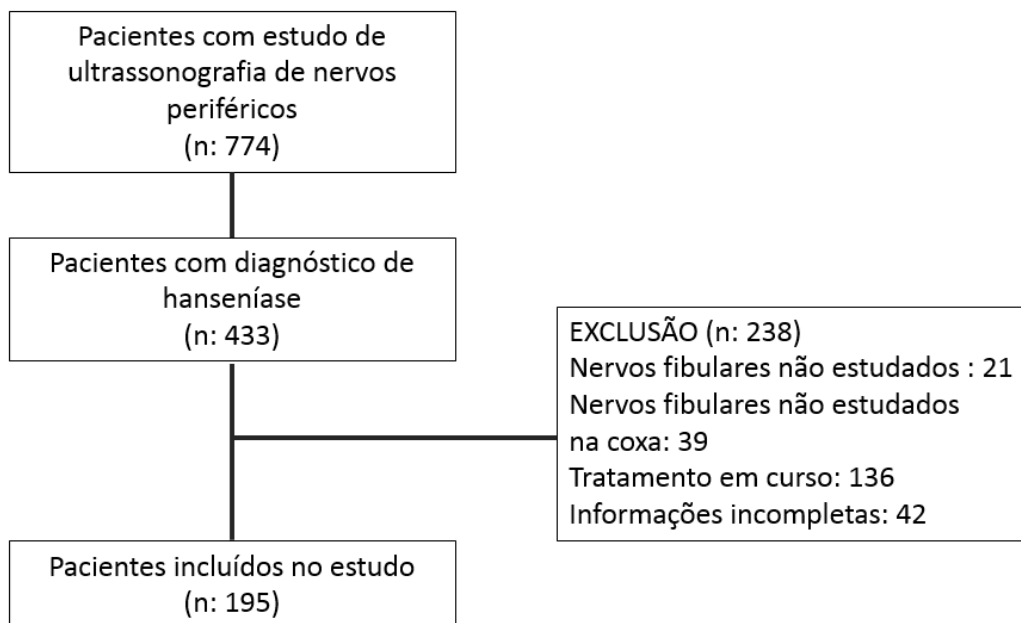 Pacientes com estudo de
ultrassonografia de nervos
periféricos
(n: 774)
Pacientes com diagnóstico de
hanseníase
(n: 433)
EXCLUSÃO (n: 238)
Nervos fibulares não estudados : 21
Nervos fibulares não estudados
na coxa: 39
Tratamento em curso: 136
Informações incompletas: 42
Pacientes incluídos no estudo
(n: 195)